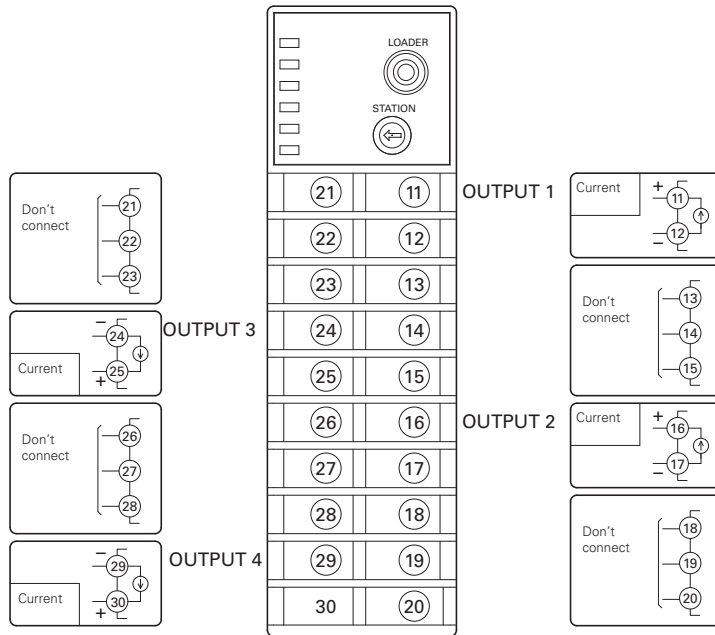 LOADER
STATION
21 11
22 12
23 13
24 14
25 15
26 16
27 17
28 18
29 19
30 20
Don't
connect
21
22
23
OUTPUT 3
−
24
25
+
Current
Don't
connect
26
27
28
OUTPUT 4
−
29
30
+
Current
OUTPUT 1
Current
+
11
12
−
Don't
connect
13
14
15
OUTPUT 2
Current
+
16
17
−
Don't
connect
18
19
20